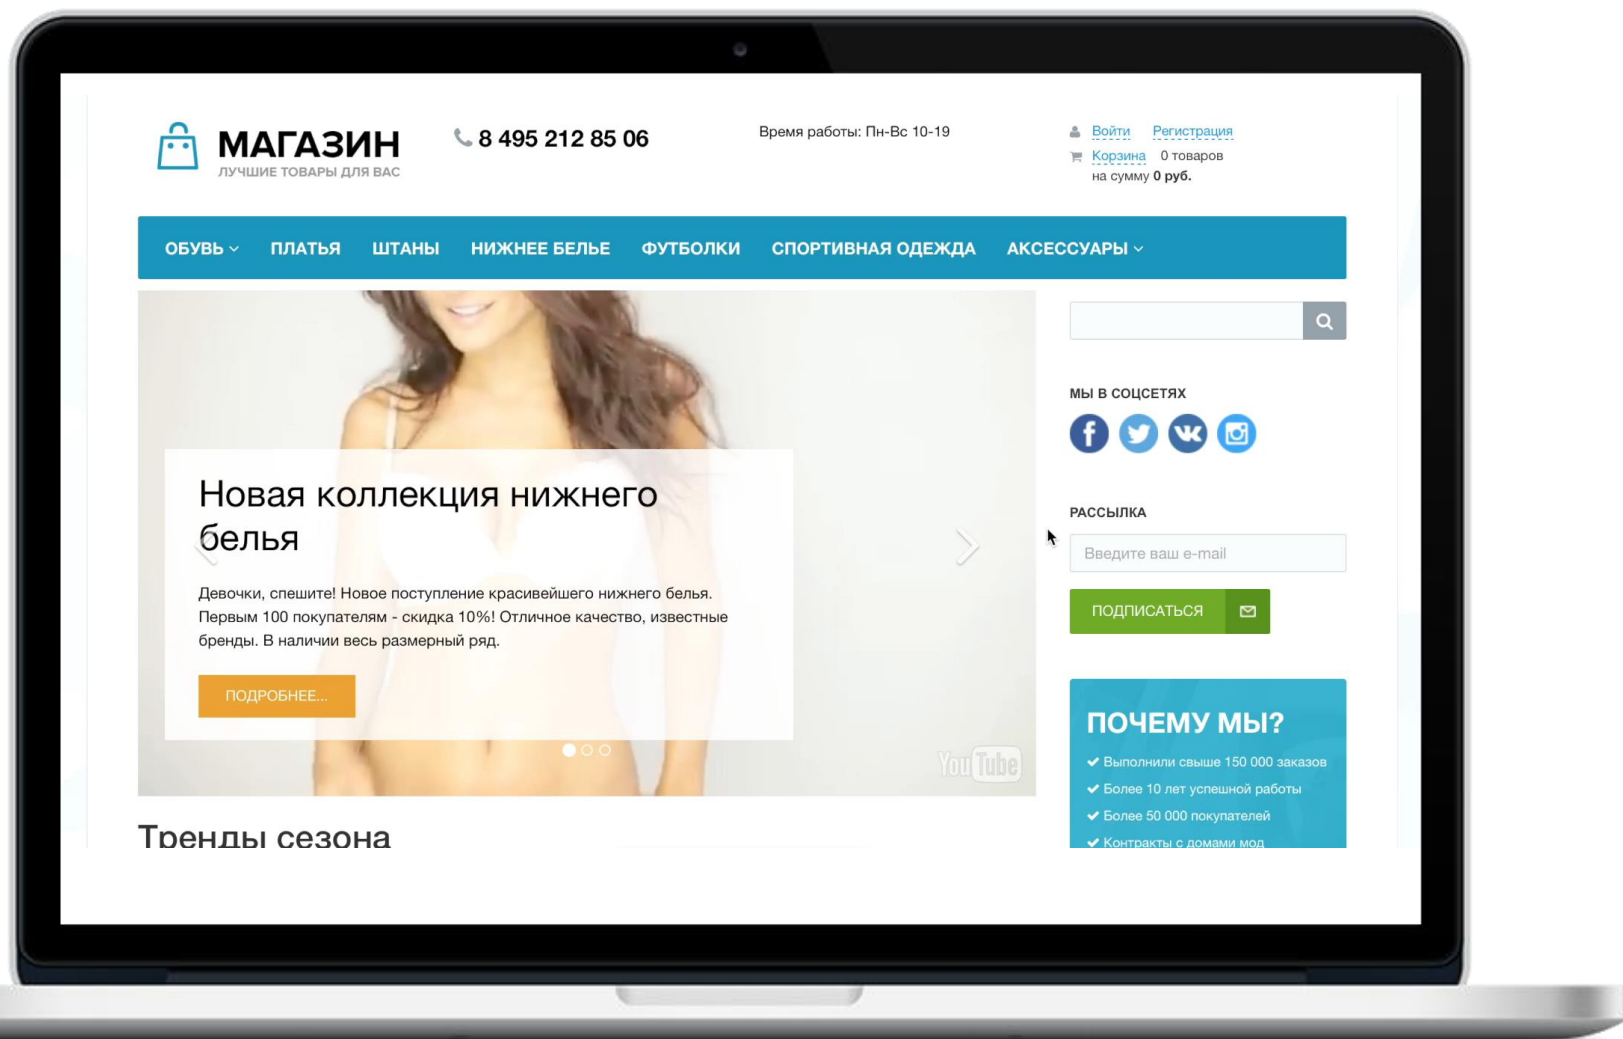 МАГАЗИН
ЛУЧШИЕ ТОВАРЫ ДЛЯ ВАС
8 495 212 85 06
Время работы: Пн-Вс 10-19
Войти Регистрация
Корзина 0 товаров
на сумму 0 руб.
ОБУВЬ ПЛАТЬЯ ШТАНЫ НИЖНЕЕ БЕЛЬЕ ФУТБОЛКИ СПОРТИВНАЯ ОДЕЖДА АКСЕССУАРЫ
Новая коллекция нижнего
белья
Девочки, спешите! Новое поступление красивейшего нижнего белья.
Первым 100 покупателям - скидка 10%! Отличное качество, известные
бренды. В наличии весь размерный ряд.
ПОДРОБНЕЕ...
YouTube
Тренды сезона
МЫ В СОЦСЕТЯХ
РАССЫЛКА
Введите ваш e-mail
ПОДПИСАТЬСЯ
ПОЧЕМУ МЫ?
Выполнили свыше 150 000 заказов
Более 10 лет успешной работы
Более 50 000 покупателей
Контракты с домами мод